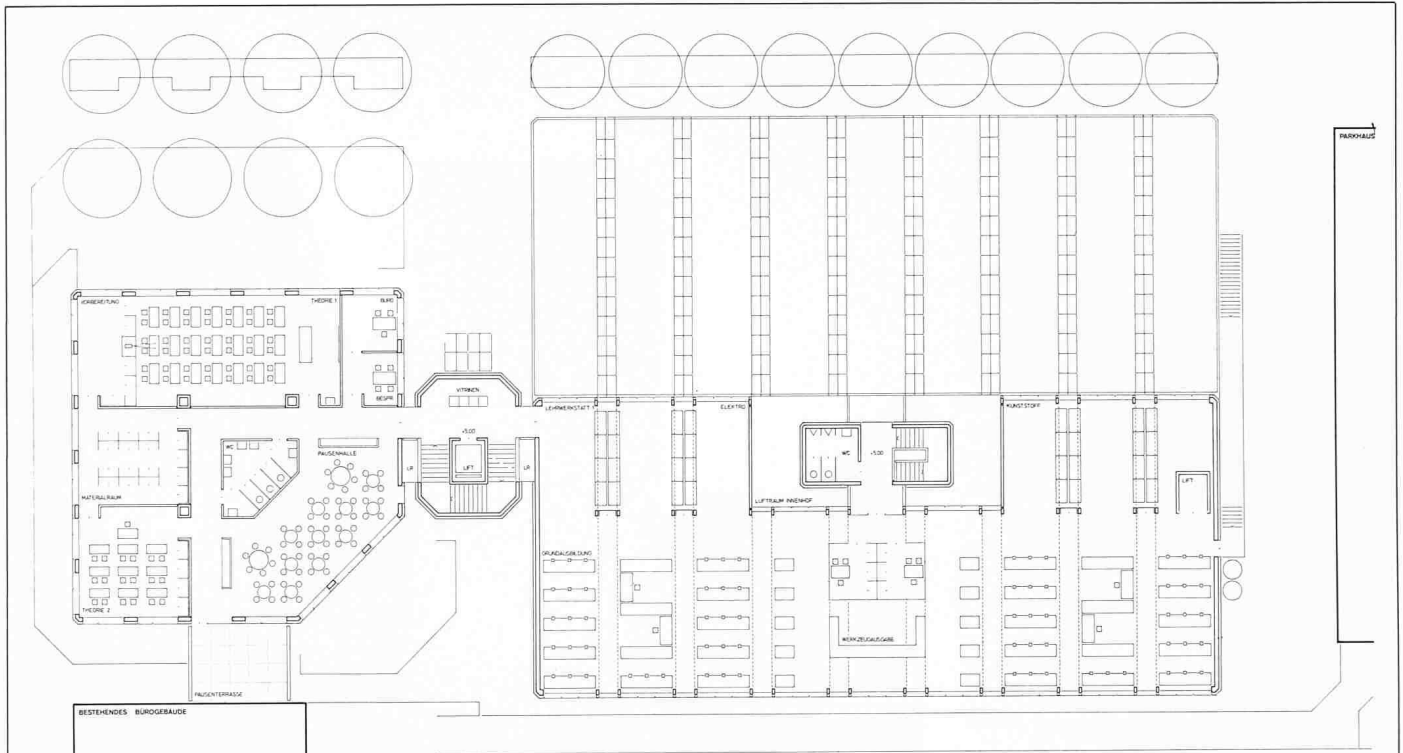 PARKHAUS
VORBEREITUNG
THEORIE 1
BÜRO
BESPR.
VITRINEN
+5.00
LIFT
LR
LR
WC
PAUSENHALLE
MATERIALRAUM
THEORIE 2
PAUSENTERRASSE
BESTEHENDES BÜROGEBÄUDE
LEHRWERKSTATT 1
ELEKTRO
KUNSTSTOFF
WC
+5.00
LUFTRAUM INNENHOF
LIFT
GRUNDAUSBILDUNG
WERKZEUGAUSGABE